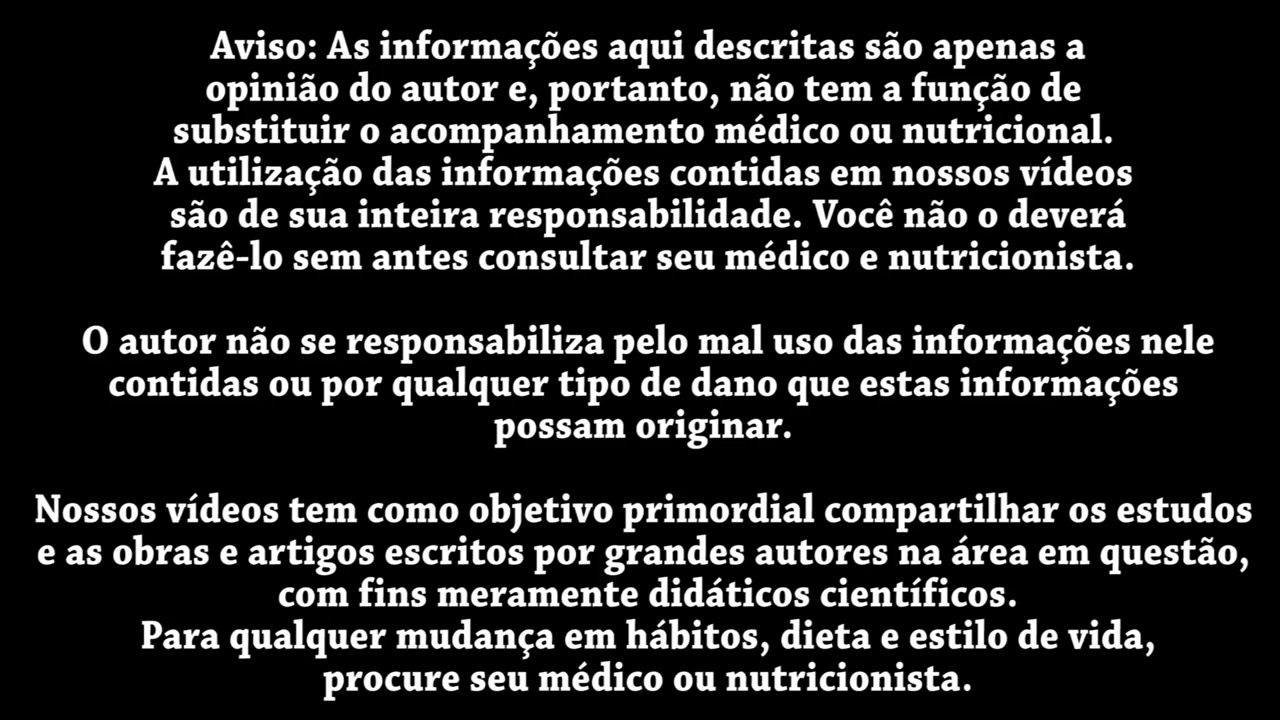 Aviso: As informações aqui descritas são apenas a
opinião do autor e, portanto, não tem a função de
substituir o acompanhamento médico ou nutricional.
A utilização das informações contidas em nossos vídeos
são de sua inteira responsabilidade. Você não o deverá
fazê-lo sem antes consultar seu médico e nutricionista.
O autor não se responsabiliza pelo mal uso das informações nele
contidas ou por qualquer tipo de dano que estas informações
possam originar.
Nossos vídeos tem como objetivo primordial compartilhar os estudos
e as obras e artigos escritos por grandes autores na área em questão,
com fins meramente didáticos científicos.
Para qualquer mudança em hábitos, dieta e estilo de vida,
procure seu médico ou nutricionista.